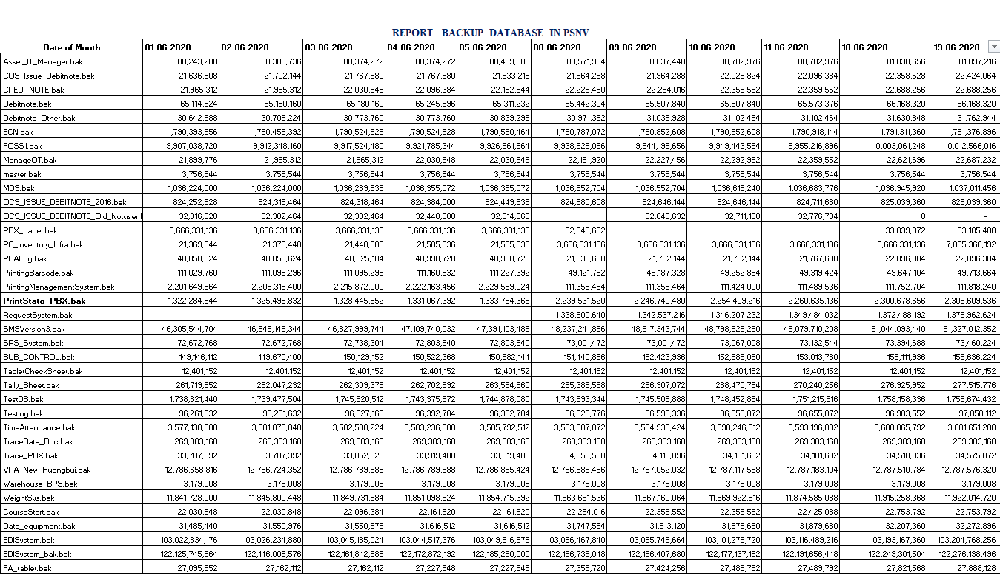 REPORT BACKUP DATABASE IN PSNV
Date of Month 01.06.2020 02.06.2020 03.06.2020 04.06.2020 05.06.2020 08.06.2020 09.06.2020 10.06.2020 11.06.2020 18.06.2020 19.06.2020
Asset_IT_Manager.bak 80,243,200 80,308,736 80,374,272 80,374,272 80,439,808 80,571,904 80,637,440 80,702,976 80,702,976 81,030,656 81,097,216
COS_Issue_Debitnote.bak 21,636,608 21,702,144 21,767,680 21,767,680 21,833,216 21,964,288 21,964,288 22,029,824 22,096,384 22,358,528 22,424,064
CREDITNOTE.bak 21,965,312 21,965,312 22,030,848 22,096,384 22,162,944 22,228,480 22,294,016 22,359,552 22,359,552 22,688,256 22,688,256
Debitnote.bak 65,114,624 65,180,160 65,180,160 65,245,696 65,311,232 65,442,304 65,507,840 65,507,840 65,573,376 66,168,320 66,168,320
Debitnote_Other.bak 30,642,688 30,708,224 30,773,760 30,773,760 30,839,296 30,971,392 31,036,928 31,102,464 31,102,464 31,630,848 31,762,944
ECN.bak 1,790,393,856 1,790,459,392 1,790,524,928 1,790,524,928 1,790,590,464 1,790,787,072 1,790,852,608 1,790,852,608 1,790,918,144 1,791,311,360 1,791,376,896
FOSS1.bak 9,907,038,720 9,912,348,160 9,917,524,480 9,921,785,344 9,926,961,664 9,938,628,096 9,944,198,656 9,949,443,584 9,955,216,896 10,003,061,248 10,012,566,016
ManageOT.bak 21,899,776 21,965,312 21,965,312 22,030,848 22,030,848 22,161,920 22,227,456 22,292,992 22,359,552 22,621,696 22,687,232
master.bak 3,756,544 3,756,544 3,756,544 3,756,544 3,756,544 3,756,544 3,756,544 3,756,544 3,756,544 3,756,544 3,756,544
MDS.bak 1,036,224,000 1,036,224,000 1,036,289,536 1,036,355,072 1,036,355,072 1,036,552,704 1,036,552,704 1,036,618,240 1,036,683,776 1,036,945,920 1,037,011,456
OCS_ISSUE_DEBITNOTE_2016.bak 824,252,928 824,318,464 824,318,464 824,384,000 824,449,536 824,580,608 824,646,144 824,646,144 824,711,680 825,039,360 825,039,360
OCS_ISSUE_DEBITNOTE_Old_Notuser.b 32,316,928 32,382,464 32,382,464 32,448,000 32,514,560 32,645,632 32,711,168 32,776,704 0 -
PBX_Label.bak 3,666,331,136 3,666,331,136 3,666,331,136 3,666,331,136 3,666,331,136 32,645,632 33,039,872 33,105,408
PC_Inventory_Infra.bak 21,369,344 21,373,440 21,440,000 21,505,536 21,505,536 3,666,331,136 3,666,331,136 3,666,331,136 3,666,331,136 3,666,331,136 7,095,368,192
PDALog.bak 48,858,624 48,858,624 48,925,184 48,990,720 48,990,720 21,636,608 21,702,144 21,702,144 21,767,680 22,096,384 22,096,384
PrintingBarcode.bak 111,029,760 111,095,296 111,095,296 111,160,832 111,227,392 49,121,792 49,187,328 49,252,864 49,319,424 49,647,104 49,713,664
PrintingManagementSystem.bak 2,201,649,664 2,209,318,400 2,215,872,000 2,222,163,456 2,229,569,024 111,358,464 111,358,464 111,424,000 111,489,536 111,752,704 111,818,240
PrintStato_PBX.bak 1,322,284,544 1,325,496,832 1,328,445,952 1,331,067,392 1,333,754,368 2,239,531,520 2,246,740,480 2,254,409,216 2,260,635,136 2,300,678,656 2,308,609,536
RequestSystem.bak 1,338,800,640 1,342,537,216 1,346,207,232 1,349,484,032 1,372,488,192 1,375,962,624
SMSVersion3.bak 46,305,544,704 46,545,145,344 46,827,999,744 47,109,740,032 47,391,103,488 48,237,241,856 48,517,343,744 48,798,625,280 49,079,710,208 51,044,093,440 51,327,012,352
SPS_System.bak 72,672,768 72,672,768 72,738,304 72,803,840 72,803,840 73,001,472 73,001,472 73,067,008 73,132,544 73,394,688 73,460,224
SUB_CONTROL.bak 149,146,112 149,670,400 150,129,152 150,522,368 150,982,144 151,440,896 152,423,936 152,686,080 153,013,760 155,111,936 155,636,224
TabletCheckSheet.bak 12,401,152 12,401,152 12,401,152 12,401,152 12,401,152 12,401,152 12,401,152 12,401,152 12,401,152 12,401,152 12,401,152
Tally_Sheet.bak 261,719,552 262,047,232 262,309,376 262,702,592 263,554,560 265,389,568 266,307,072 268,470,784 270,240,256 276,925,952 277,515,776
TestDB.bak 1,738,621,440 1,739,477,504 1,745,920,512 1,743,375,872 1,744,878,080 1,743,993,344 1,745,509,888 1,748,452,864 1,751,215,616 1,758,158,336 1,758,674,432
Testing.bak 96,261,632 96,261,632 96,327,168 96,392,704 96,392,704 96,523,776 96,590,336 96,655,872 96,655,872 96,983,552 97,050,112
TimeAttendance.bak 3,577,138,688 3,581,070,848 3,582,580,224 3,583,236,608 3,585,792,512 3,583,887,872 3,584,935,424 3,590,246,912 3,593,196,032 3,600,865,792 3,601,651,200
TraceData_Doc.bak 269,383,168 269,383,168 269,383,168 269,383,168 269,383,168 269,383,168 269,383,168 269,383,168 269,383,168 269,383,168 269,383,168
Trace_PBX.bak 33,787,392 33,787,392 33,852,928 33,919,488 33,919,488 34,050,560 34,116,096 34,181,632 34,181,632 34,510,336 34,575,872
VPA_New_Huongbui.bak 12,786,658,816 12,786,724,352 12,786,789,888 12,786,789,888 12,786,855,424 12,786,986,496 12,787,052,032 12,787,117,568 12,787,183,104 12,787,510,784 12,787,576,320
Warehouse_BPS.bak 3,179,008 3,179,008 3,179,008 3,179,008 3,179,008 3,179,008 3,179,008 3,179,008 3,179,008 3,179,008 3,179,008
WeightSys.bak 11,841,728,000 11,845,800,448 11,849,731,584 11,851,098,624 11,854,715,392 11,863,681,536 11,867,160,064 11,869,922,816 11,874,585,088 11,915,258,368 11,922,014,720
CourseStart.bak 22,030,848 22,030,848 22,096,384 22,161,920 22,161,920 22,294,016 22,359,552 22,359,552 22,425,088 22,753,792 22,753,792
Data_equipment.bak 31,485,440 31,550,976 31,550,976 31,616,512 31,616,512 31,747,584 31,813,120 31,879,680 31,879,680 32,207,360 32,272,896
EDISystem.bak 103,022,834,176 103,026,234,880 103,045,185,024 103,044,517,376 103,049,816,576 103,066,467,840 103,085,745,664 103,101,278,720 103,116,489,216 103,193,167,360 103,204,768,256
EDISystem_bak.bak 122,125,745,664 122,146,008,576 122,161,842,688 122,172,872,192 122,185,280,000 122,156,738,048 122,166,407,680 122,177,137,152 122,191,656,448 122,249,301,504 122,276,138,496
FA_tablet.bak 27,095,552 27,162,112 27,162,112 27,227,648 27,227,648 27,358,720 27,424,256 27,489,792 27,489,792 27,821,568 27,888,128